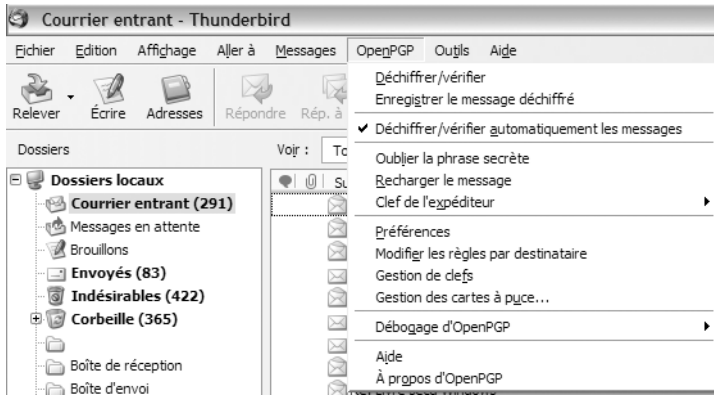 Courrier entrant - Thunderbird
Fichier Edition Affichage Aller à Messages OpenPGP Outils Aide
Relever Écrire Adresses Répondre Rép. à
Dossiers Voir : To
Dossiers locaux Su
Courrier entrant (291)
Messages en attente
Brouillons
Envoyés (83)
Indésirables (422)
Corbeille (365)
Boîte de réception
Boîte d'envoi
Déchiffrer/vérifier
Enregistrer le message déchiffré
Déchiffrer/vérifier automatiquement les messages
Oublier la phrase secrète
Recharger le message
Clef de l'expéditeur
Préférences
Modifier les règles par destinataire
Gestion de clefs
Gestion des cartes à puce...
Débogage d'OpenPGP
Aide
À propos d'OpenPGP